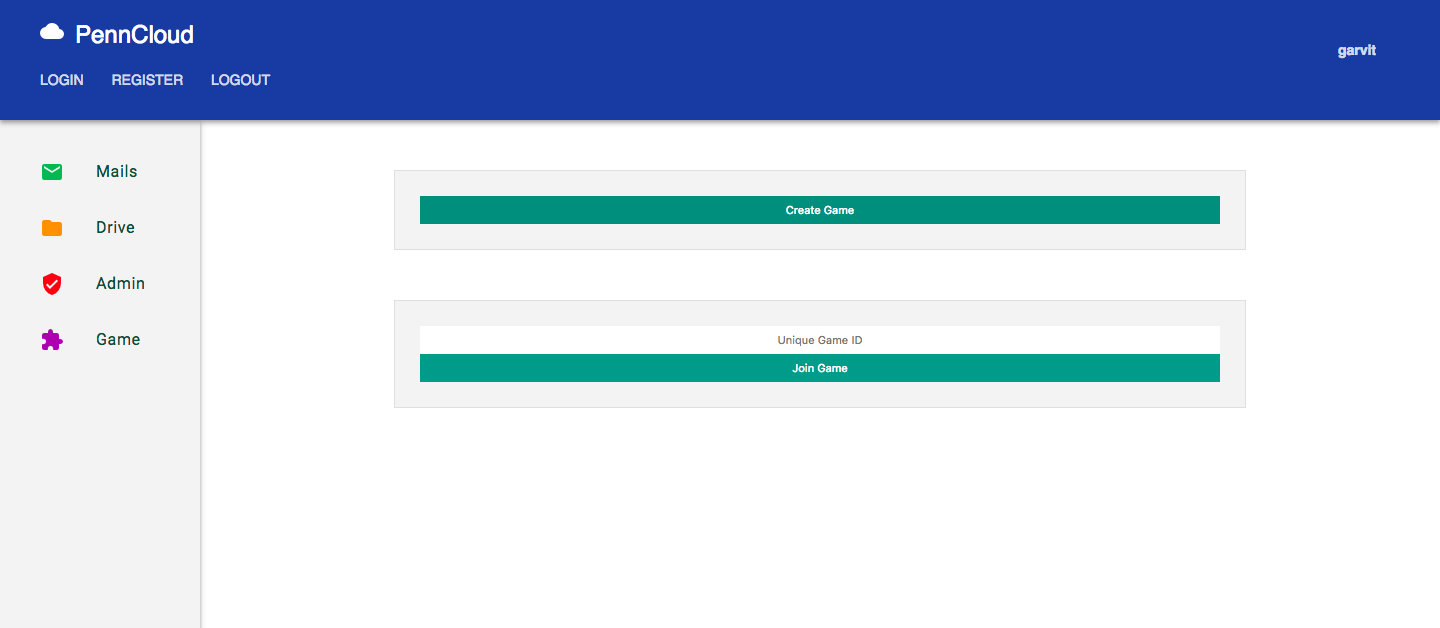 PennCloud
LOGIN REGISTER LOGOUT
garvit
Mails
Drive
Admin
Game
Create Game
Unique Game ID
Join Game